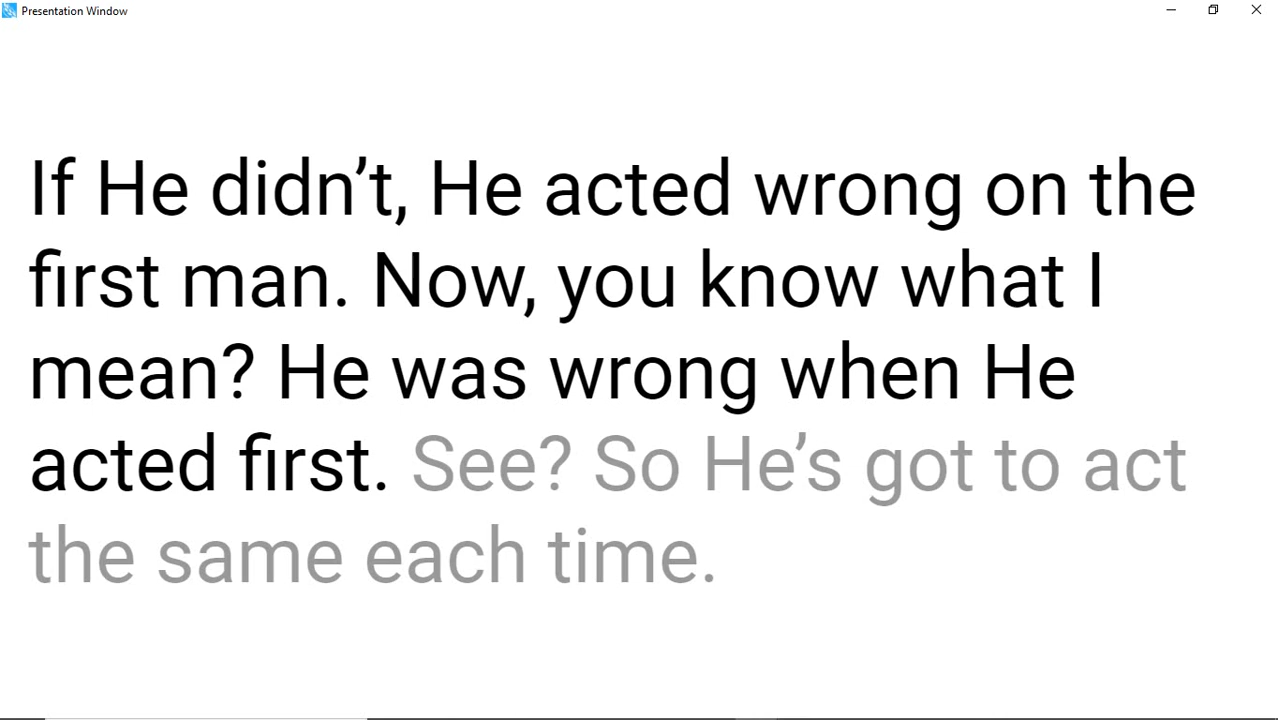 Presentation Window
If He didn’t, He acted wrong on the
first man. Now, you know what I
mean? He was wrong when He
acted first. See? So He’s got to act
the same each time.